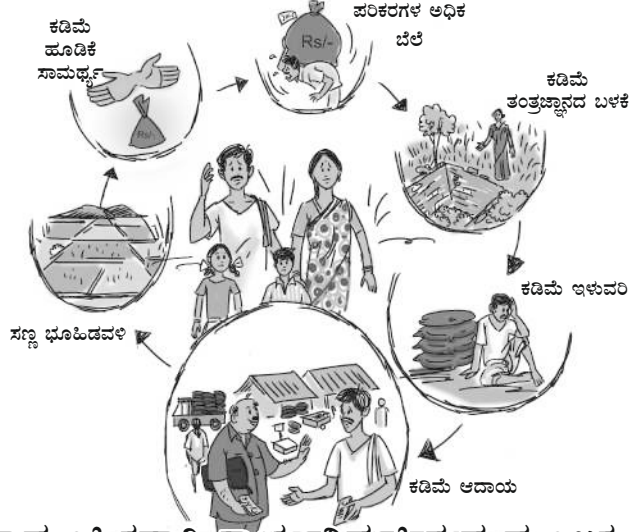 ಕಡಿಮೆ
ಹೂಡಿಕೆ
ಸಾಮರ್ಥ್ಯ
Rs/-
ಪರಿಕರಗಳ ಅಧಿಕ
ಬೆಲೆ
Rs/-
ಕಡಿಮೆ
ತಂತ್ರಜ್ಞಾನದ ಬಳಕೆ
ಕಡಿಮೆ ಇಳುವರಿ
ಕಡಿಮೆ ಆದಾಯ
ಸಣ್ಣ ಭೂಹಿಡವಳಿ